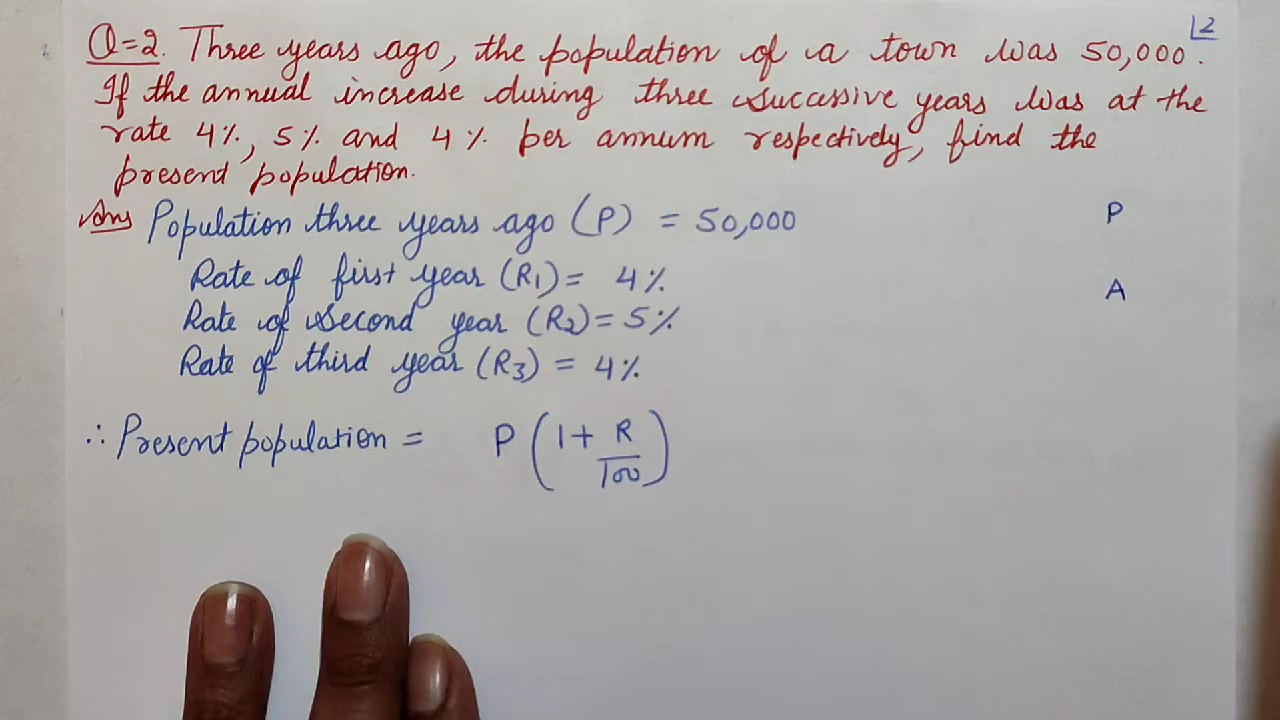 2
Q=2. Three years ago, the population of a town was 50,000.
If the annual increase during three successive years was at the
rate 4%, 5% and 4% per annum respectively, find the
present population.
Ans Population three years ago (P) = 50,000
P
Rate of first year (R1) = 4%
A
Rate of second year (R2) = 5%
Rate of third year (R3) = 4%
∴ Present population = P (1 + R/100)